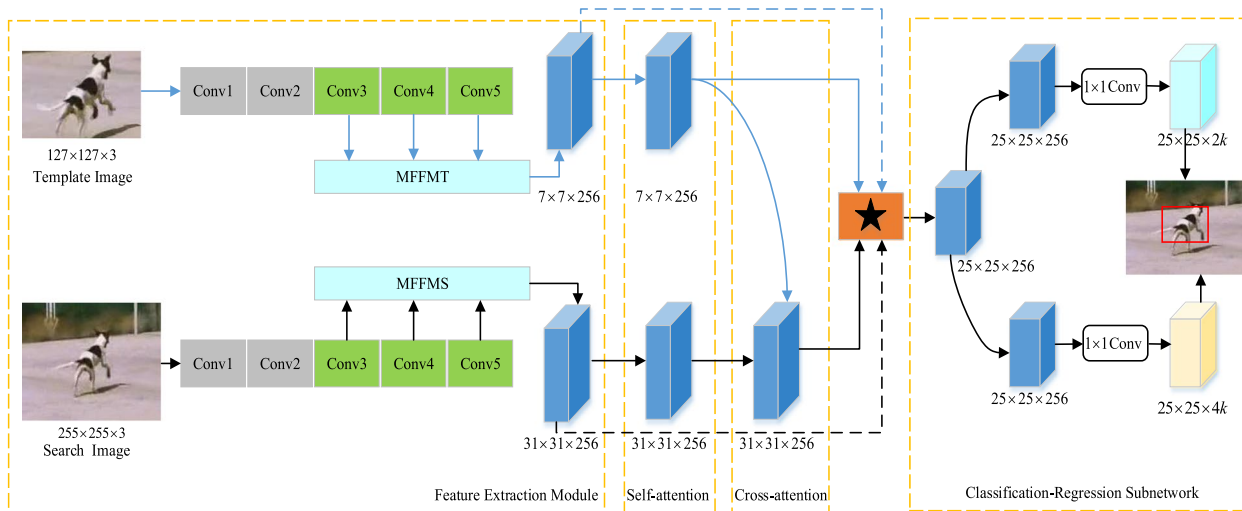 127×127×3
Template Image
Conv1 Conv2 Conv3 Conv4 Conv5
MFFMT
7×7×256
7×7×256
MFFMS
Conv1 Conv2 Conv3 Conv4 Conv5
255×255×3
Search Image
31×31×256
31×31×256
31×31×256
Feature Extraction Module
Self-attention
Cross-attention
25×25×256
25×25×256
1×1Conv
25×25×2k
25×25×256
1×1Conv
25×25×4k
Classification-Regression Subnetwork